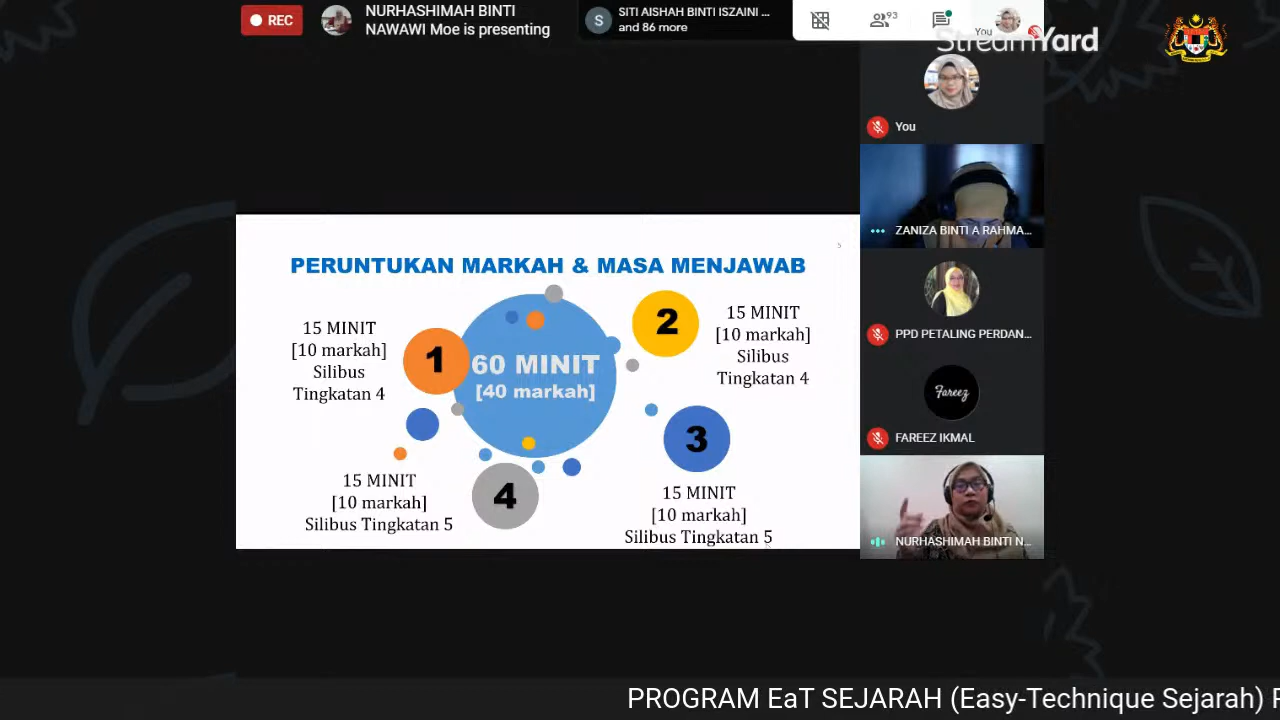 REC
NURHASHIMAH BINTI
NAWAWI Moe is presenting
S
SITI AISHAH BINTI ISZAINI ...
and 86 more
93
You
StreamYard
You
ZANIZA BINTI A RAHMA...
PPD PETALING PERDAN...
Fareez
FAREEZ IKMAL
NURHASHIMAH BINTI N...
5
PERUNTUKAN MARKAH & MASA MENJAWAB
1
15 MINIT
[10 markah]
Silibus
Tingkatan 4
60 MINIT
[40 markah]
2
15 MINIT
[10 markah]
Silibus
Tingkatan 4
3
15 MINIT
[10 markah]
Silibus Tingkatan 5
4
15 MINIT
[10 markah]
Silibus Tingkatan 5
PROGRAM EaT SEJARAH (Easy-Technique Sejarah)